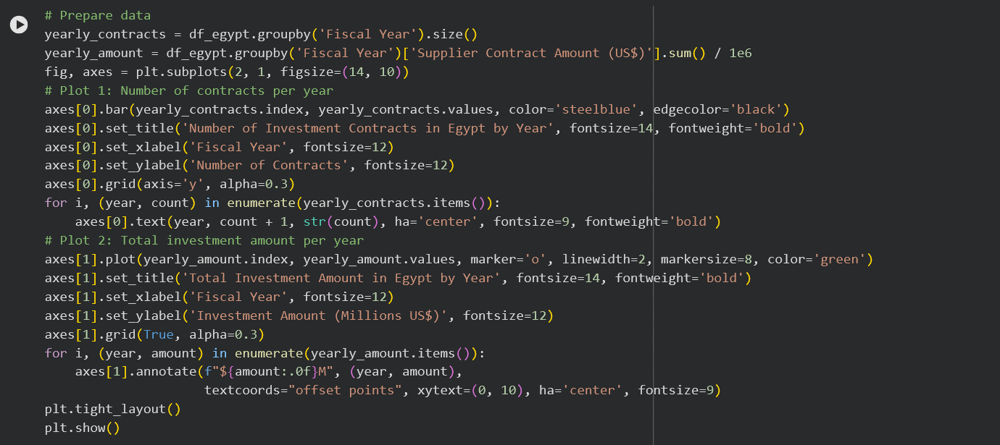 # Prepare data
yearly_contracts = df_egypt.groupby('Fiscal Year').size()
yearly_amount = df_egypt.groupby('Fiscal Year')['Supplier Contract Amount (US$)'].sum() / 1e6
fig, axes = plt.subplots(2, 1, figsize=(14, 10))
# Plot 1: Number of contracts per year
axes[0].bar(yearly_contracts.index, yearly_contracts.values, color='steelblue', edgecolor='black')
axes[0].set_title('Number of Investment Contracts in Egypt by Year', fontsize=14, fontweight='bold')
axes[0].set_xlabel('Fiscal Year', fontsize=12)
axes[0].set_ylabel('Number of Contracts', fontsize=12)
axes[0].grid(axis='y', alpha=0.3)
for i, (year, count) in enumerate(yearly_contracts.items()):
    axes[0].text(year, count + 1, str(count), ha='center', fontsize=9, fontweight='bold')
# Plot 2: Total investment amount per year
axes[1].plot(yearly_amount.index, yearly_amount.values, marker='o', linewidth=2, markersize=8, color='green')
axes[1].set_title('Total Investment Amount in Egypt by Year', fontsize=14, fontweight='bold')
axes[1].set_xlabel('Fiscal Year', fontsize=12)
axes[1].set_ylabel('Investment Amount (Millions US$)', fontsize=12)
axes[1].grid(True, alpha=0.3)
for i, (year, amount) in enumerate(yearly_amount.items()):
    axes[1].annotate(f"${amount:.0f}M", (year, amount),
                     textcoords="offset points", xytext=(0, 10), ha='center', fontsize=9)
plt.tight_layout()
plt.show()